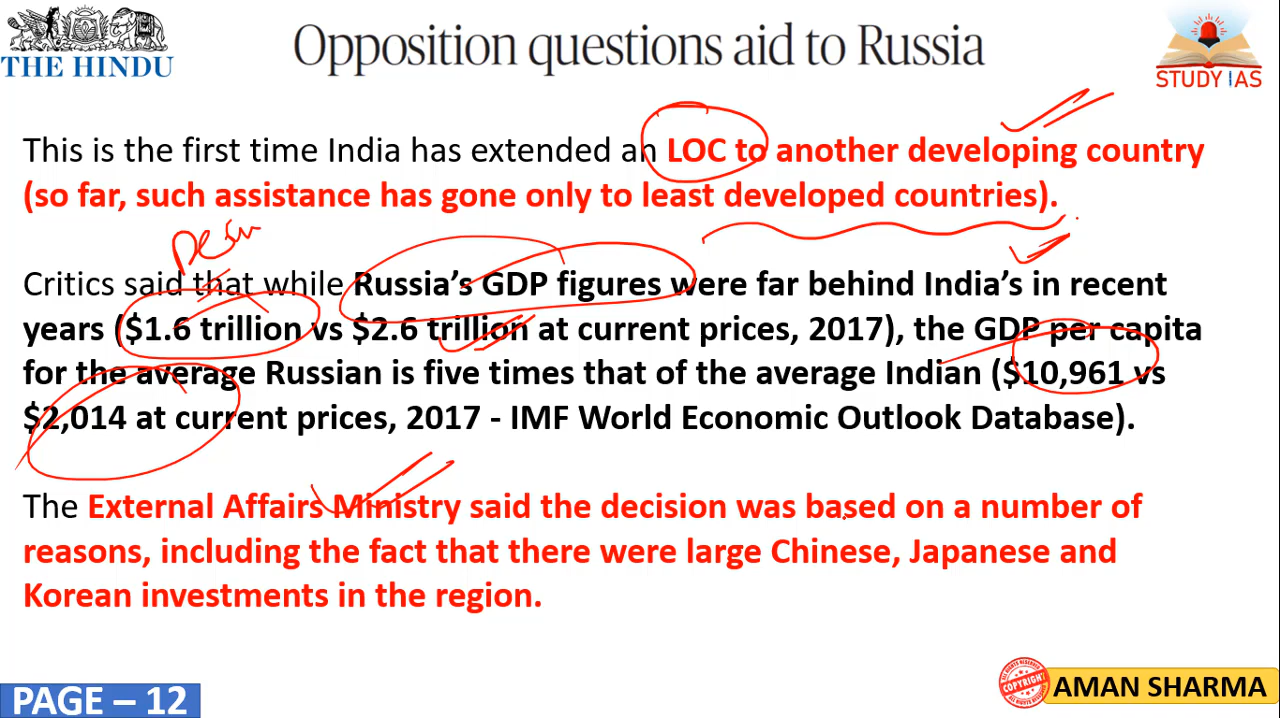 THE HINDU
Opposition questions aid to Russia
STUDY IAS
This is the first time India has extended an LOC to another developing country
(so far, such assistance has gone only to least developed countries).
Critics said that while Russia's GDP figures were far behind India's in recent
years ($1.6 trillion vs $2.6 trillion at current prices, 2017), the GDP per capita
for the average Russian is five times that of the average Indian ($10,961 vs
$2,014 at current prices, 2017 - IMF World Economic Outlook Database).
The External Affairs Ministry said the decision was based on a number of
reasons, including the fact that there were large Chinese, Japanese and
Korean investments in the region.
PAGE – 12
COPYRIGHT
AMAN SHARMA